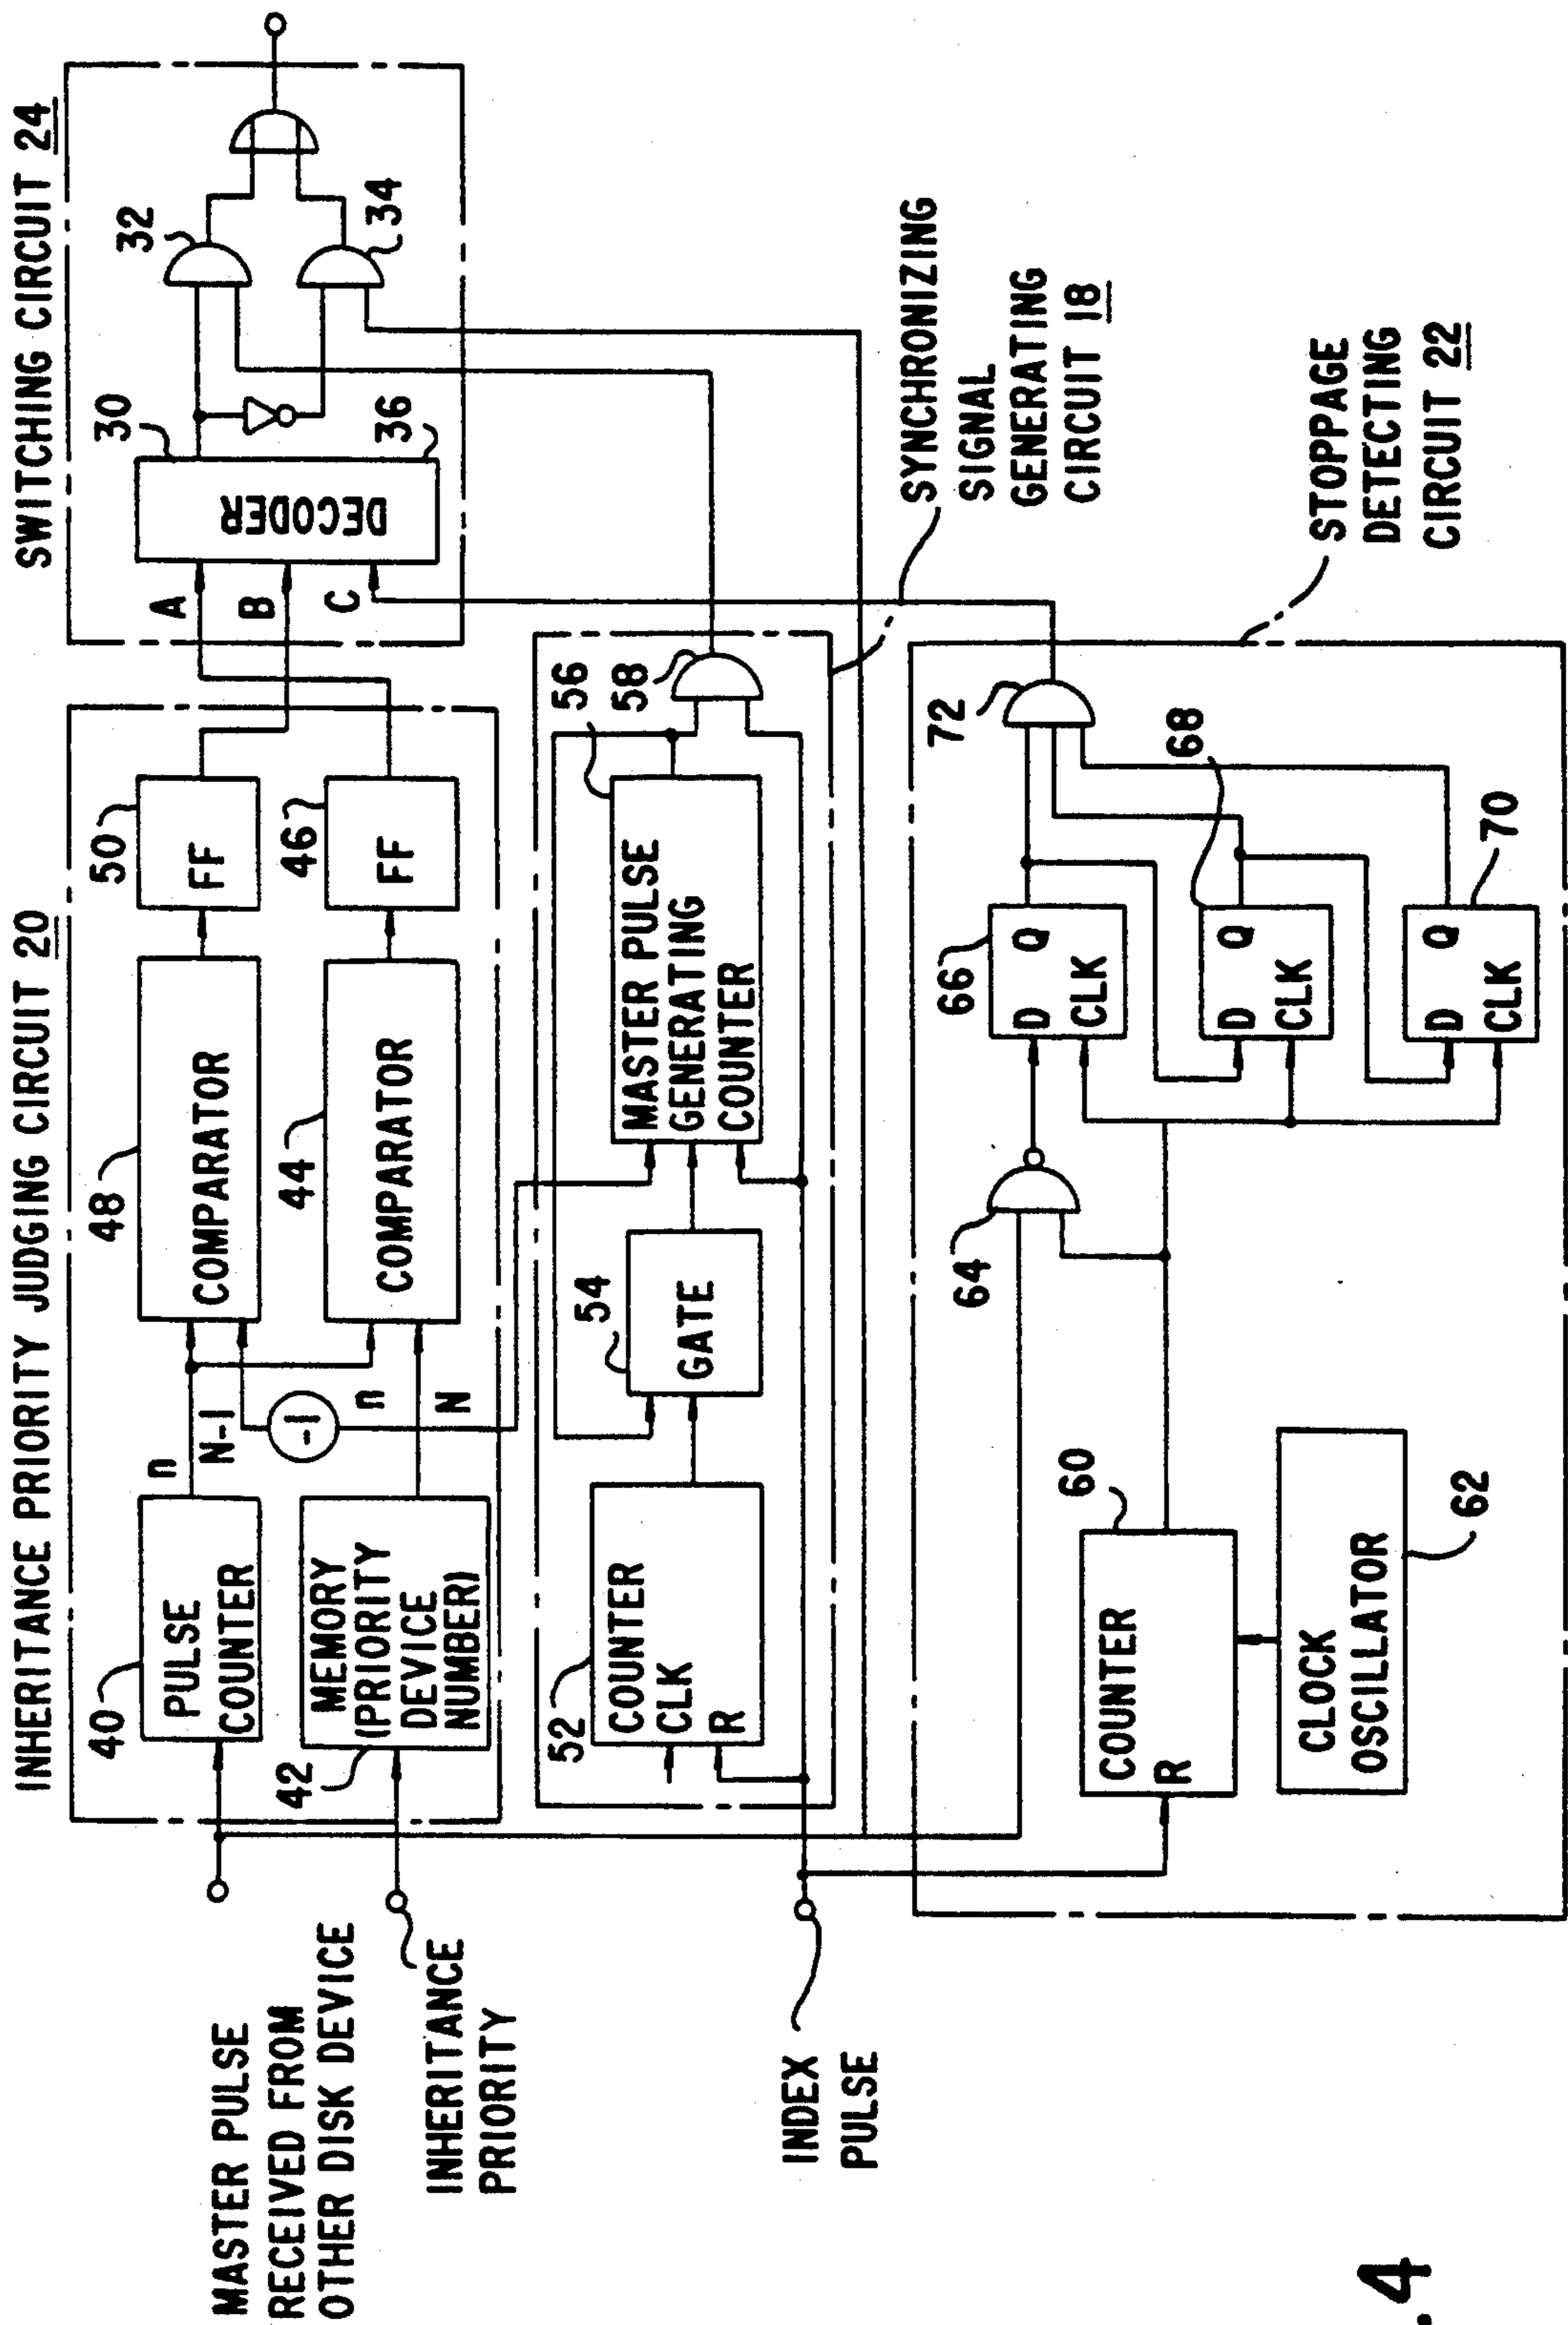 INHERITANCE PRIORITY JUDGING CIRCUIT 20
SWITCHING CIRCUIT 24
40
PULSE
COUNTER
n
N-1
48
COMPARATOR
50
FF
A
B
C
30
DECODER
36
32
34
42
MEMORY
(PRIORITY
DEVICE
NUMBER)
-1
n
N
44
COMPARATOR
46
FF
MASTER PULSE
RECEIVED FROM
OTHER DISK DEVICE
INHERITANCE
PRIORITY
52
COUNTER
CLK
R
54
GATE
56
MASTER PULSE
GENERATING
COUNTER
58
SYNCHRONIZING
SIGNAL
GENERATING
CIRCUIT 18
INDEX
PULSE
60
COUNTER
R
CLOCK
OSCILLATOR
62
64
66
D Q
CLK
68
D Q
CLK
70
D Q
CLK
72
STOPPAGE
DETECTING
CIRCUIT 22
. 4